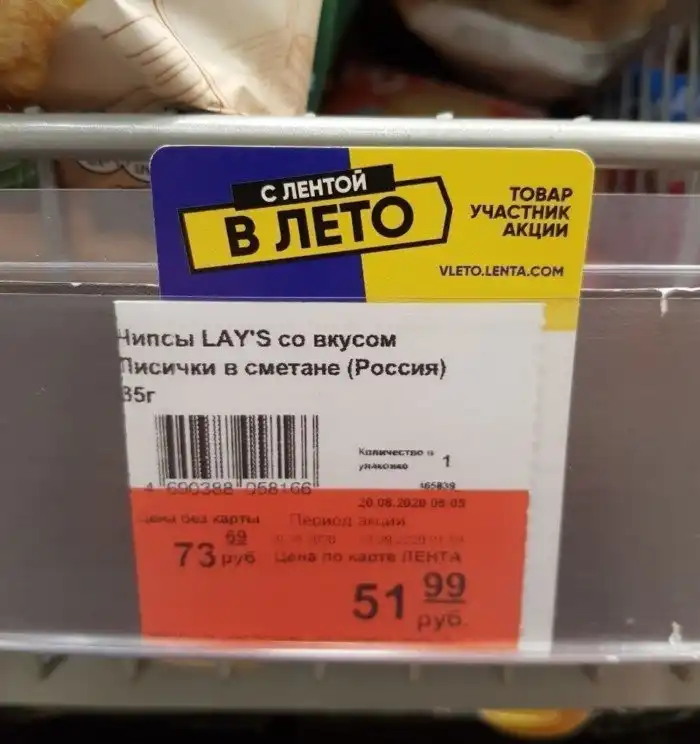 С ЛЕНТОЙ
В ЛЕТО
ТОВАР
УЧАСТНИК
АКЦИИ
VLETO.LENTA.COM
Чипсы LAY'S со вкусом
Лисички в сметане (Россия)
85г
Количество в
упаковке 1
465839
4 690388 058166
20.08.2020 06:05
Цена без карты Период акции
73 69 руб Цена по карте ЛЕНТА
51 99
руб.